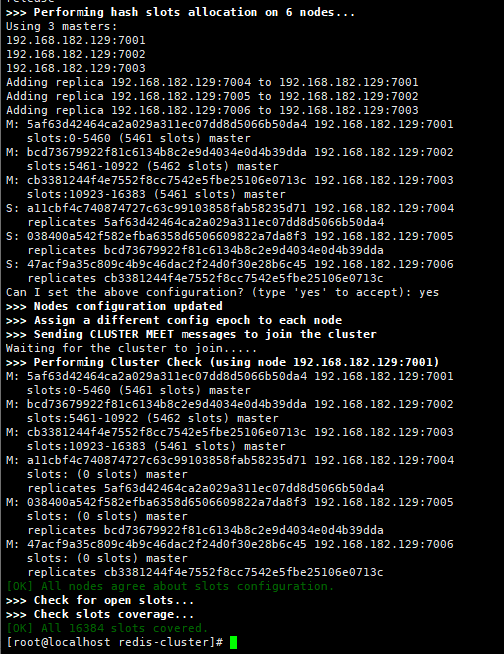 >>> Performing hash slots allocation on 6 nodes...
Using 3 masters:
192.168.182.129:7001
192.168.182.129:7002
192.168.182.129:7003
Adding replica 192.168.182.129:7004 to 192.168.182.129:7001
Adding replica 192.168.182.129:7005 to 192.168.182.129:7002
Adding replica 192.168.182.129:7006 to 192.168.182.129:7003
M: 5af63d42464ca2a029a311ec07dd8d5066b50da4 192.168.182.129:7001
   slots:0-5460 (5461 slots) master
M: bcd73679922f81c6134b8c2e9d4034e0d4b39dda 192.168.182.129:7002
   slots:5461-10922 (5462 slots) master
M: cb3381244f4e7552f8cc7542e5fbe25106e0713c 192.168.182.129:7003
   slots:10923-16383 (5461 slots) master
S: a11cbf4c740874727c63c99103858fab58235d71 192.168.182.129:7004
   replicates 5af63d42464ca2a029a311ec07dd8d5066b50da4
S: 038400a542f582efba6358d6506609822a7da8f3 192.168.182.129:7005
   replicates bcd73679922f81c6134b8c2e9d4034e0d4b39dda
S: 47acf9a35c809c4b9c46dac2f24d0f30e28b6c45 192.168.182.129:7006
   replicates cb3381244f4e7552f8cc7542e5fbe25106e0713c
Can I set the above configuration? (type 'yes' to accept): yes
>>> Nodes configuration updated
>>> Assign a different config epoch to each node
>>> Sending CLUSTER MEET messages to join the cluster
Waiting for the cluster to join.....
>>> Performing Cluster Check (using node 192.168.182.129:7001)
M: 5af63d42464ca2a029a311ec07dd8d5066b50da4 192.168.182.129:7001
   slots:0-5460 (5461 slots) master
M: bcd73679922f81c6134b8c2e9d4034e0d4b39dda 192.168.182.129:7002
   slots:5461-10922 (5462 slots) master
M: cb3381244f4e7552f8cc7542e5fbe25106e0713c 192.168.182.129:7003
   slots:10923-16383 (5461 slots) master
M: a11cbf4c740874727c63c99103858fab58235d71 192.168.182.129:7004
   slots: (0 slots) master
   replicates 5af63d42464ca2a029a311ec07dd8d5066b50da4
M: 038400a542f582efba6358d6506609822a7da8f3 192.168.182.129:7005
   slots: (0 slots) master
   replicates bcd73679922f81c6134b8c2e9d4034e0d4b39dda
M: 47acf9a35c809c4b9c46dac2f24d0f30e28b6c45 192.168.182.129:7006
   slots: (0 slots) master
   replicates cb3381244f4e7552f8cc7542e5fbe25106e0713c
[OK] All nodes agree about slots configuration.
>>> Check for open slots...
>>> Check slots coverage...
[OK] All 16384 slots covered.
[root@localhost redis-cluster]#